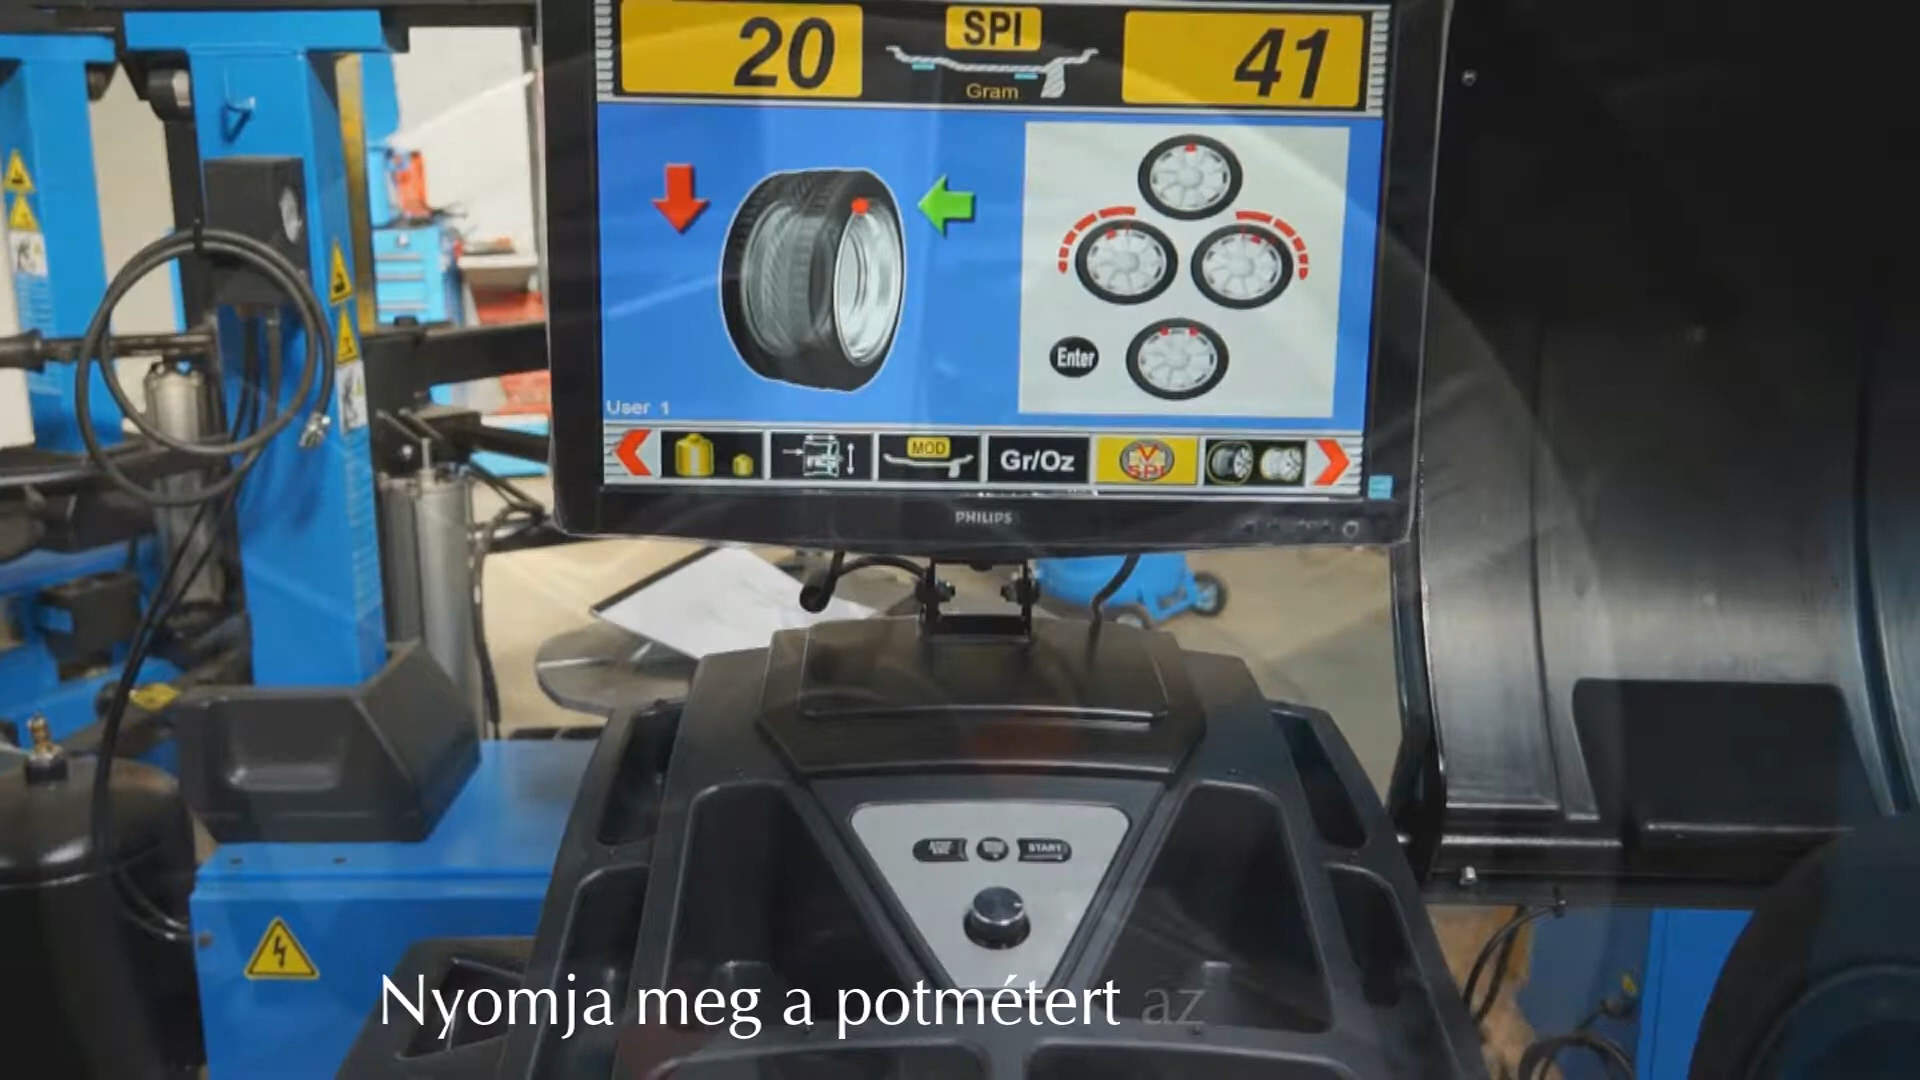 20
SPI
41
Gram
Enter
User 1
MOD
Gr/Oz
SPI
PHILIPS
START
Nyomja meg a potmétert az